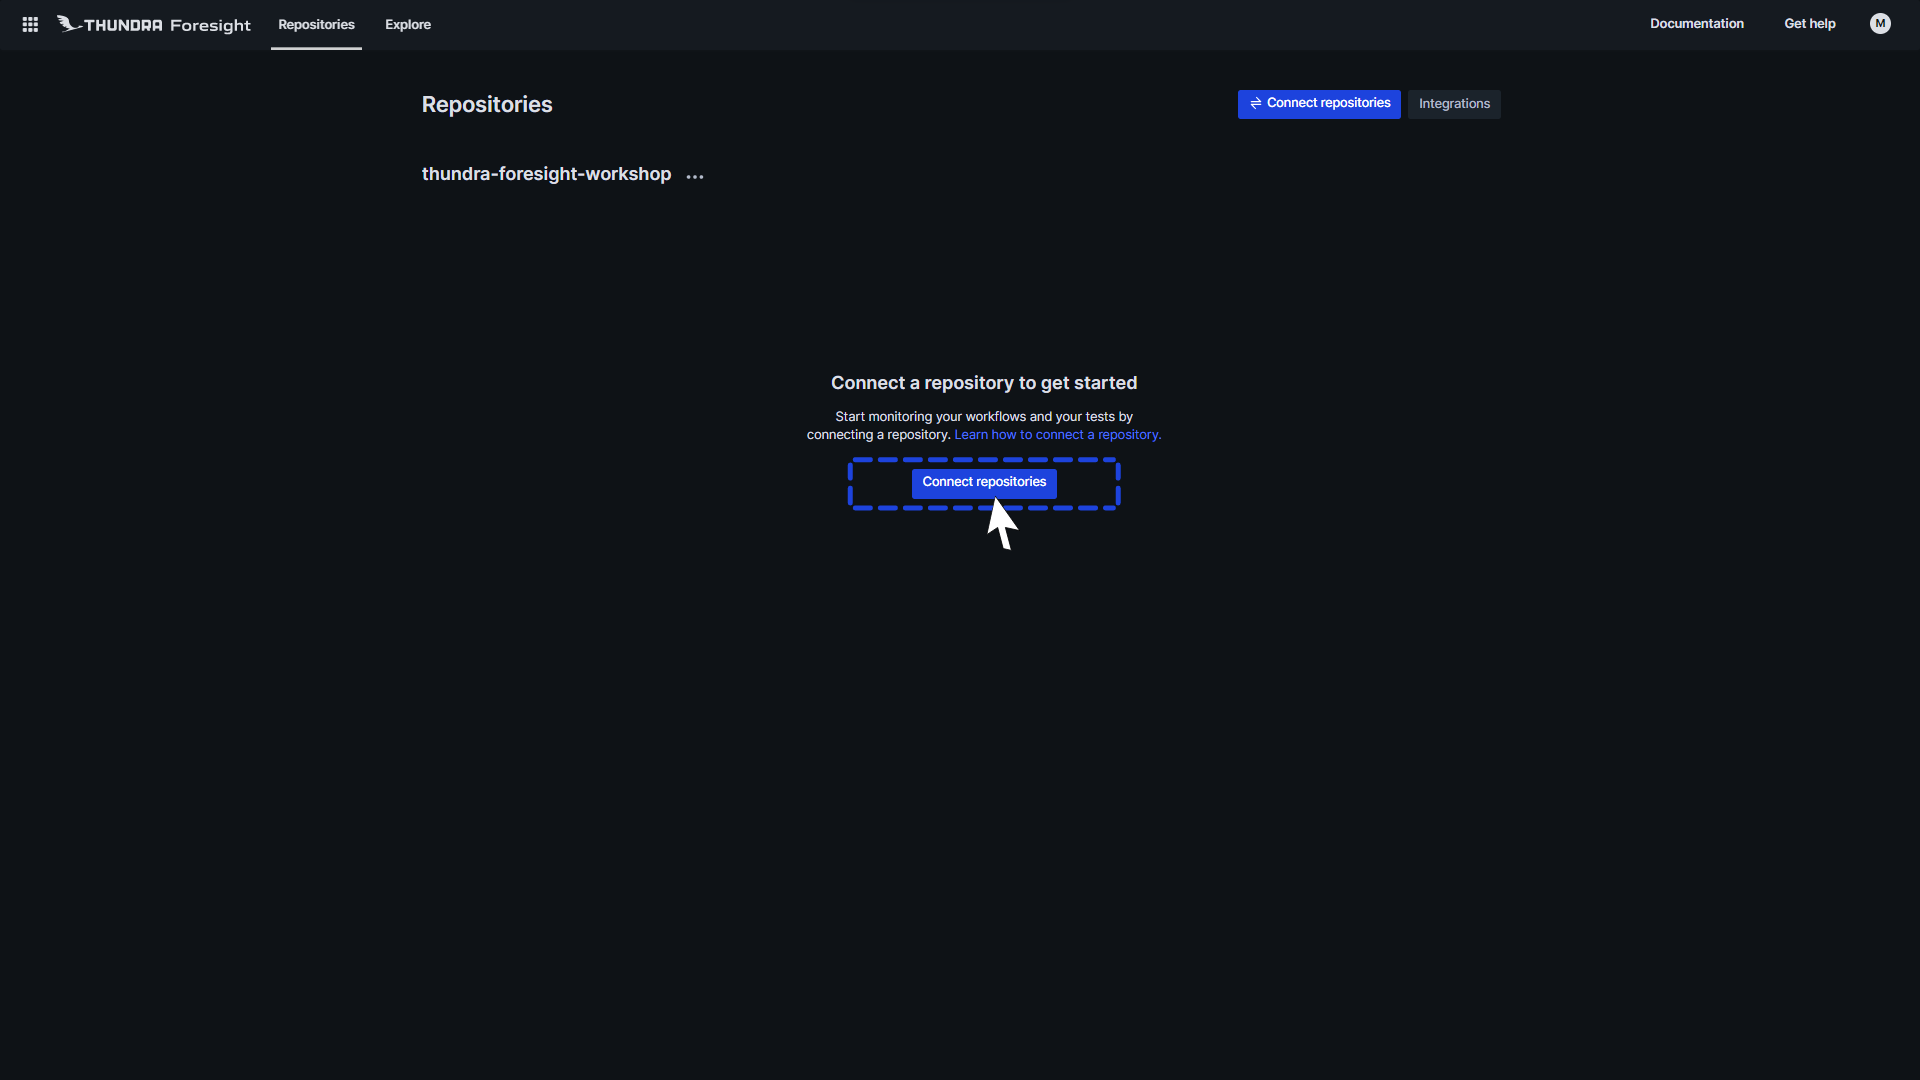 THUNDRA Foresight
Repositories
Explore
Documentation
Get help
M
Repositories
Connect repositories
Integrations
thundra-foresight-workshop
Connect a repository to get started
Start monitoring your workflows and your tests by
connecting a repository. Learn how to connect a repository.
Connect repositories